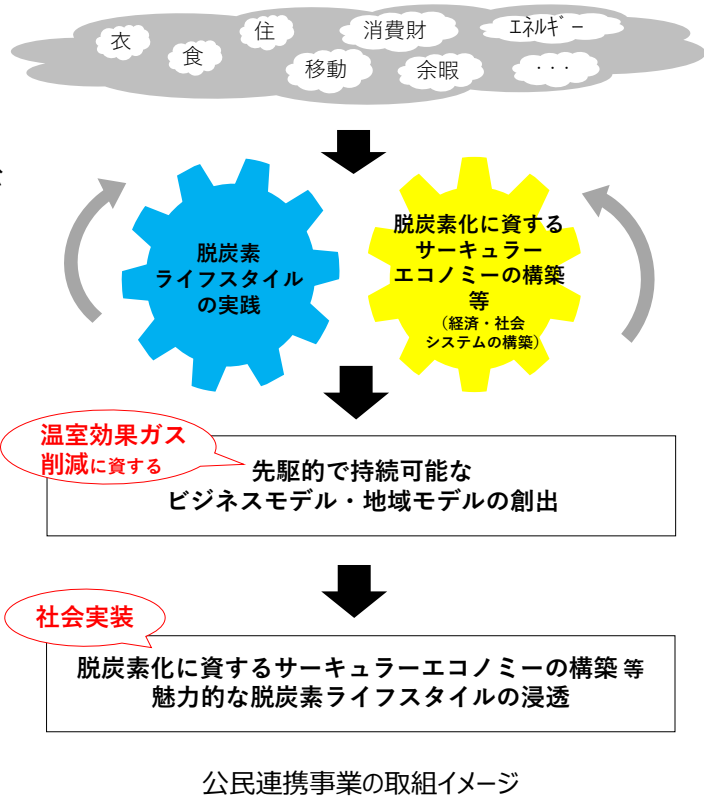 衣
食
住
移動
消費財
余暇
ｴﾈﾙｷﾞｰ
・・・
脱炭素
ライフスタイル
の実践
脱炭素化に資する
サーキュラー
エコノミーの構築
等
（経済・社会
システムの構築）
温室効果ガス
削減に資する
先駆的で持続可能な
ビジネスモデル・地域モデルの創出
社会実装
脱炭素化に資するサーキュラーエコノミーの構築 等
魅力的な脱炭素ライフスタイルの浸透
公民連携事業の取組イメージ